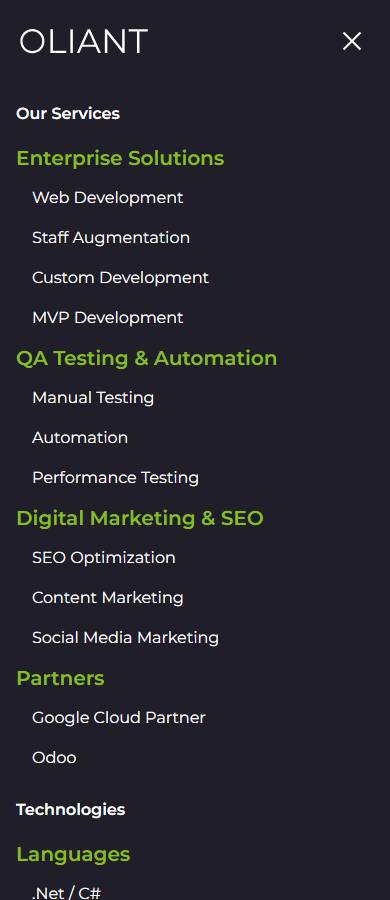 OLIANT
Our Services
Enterprise Solutions
Web Development
Staff Augmentation
Custom Development
MVP Development
QA Testing & Automation
Manual Testing
Automation
Performance Testing
Digital Marketing & SEO
SEO Optimization
Content Marketing
Social Media Marketing
Partners
Google Cloud Partner
Odoo
Technologies
Languages
.Net / C#